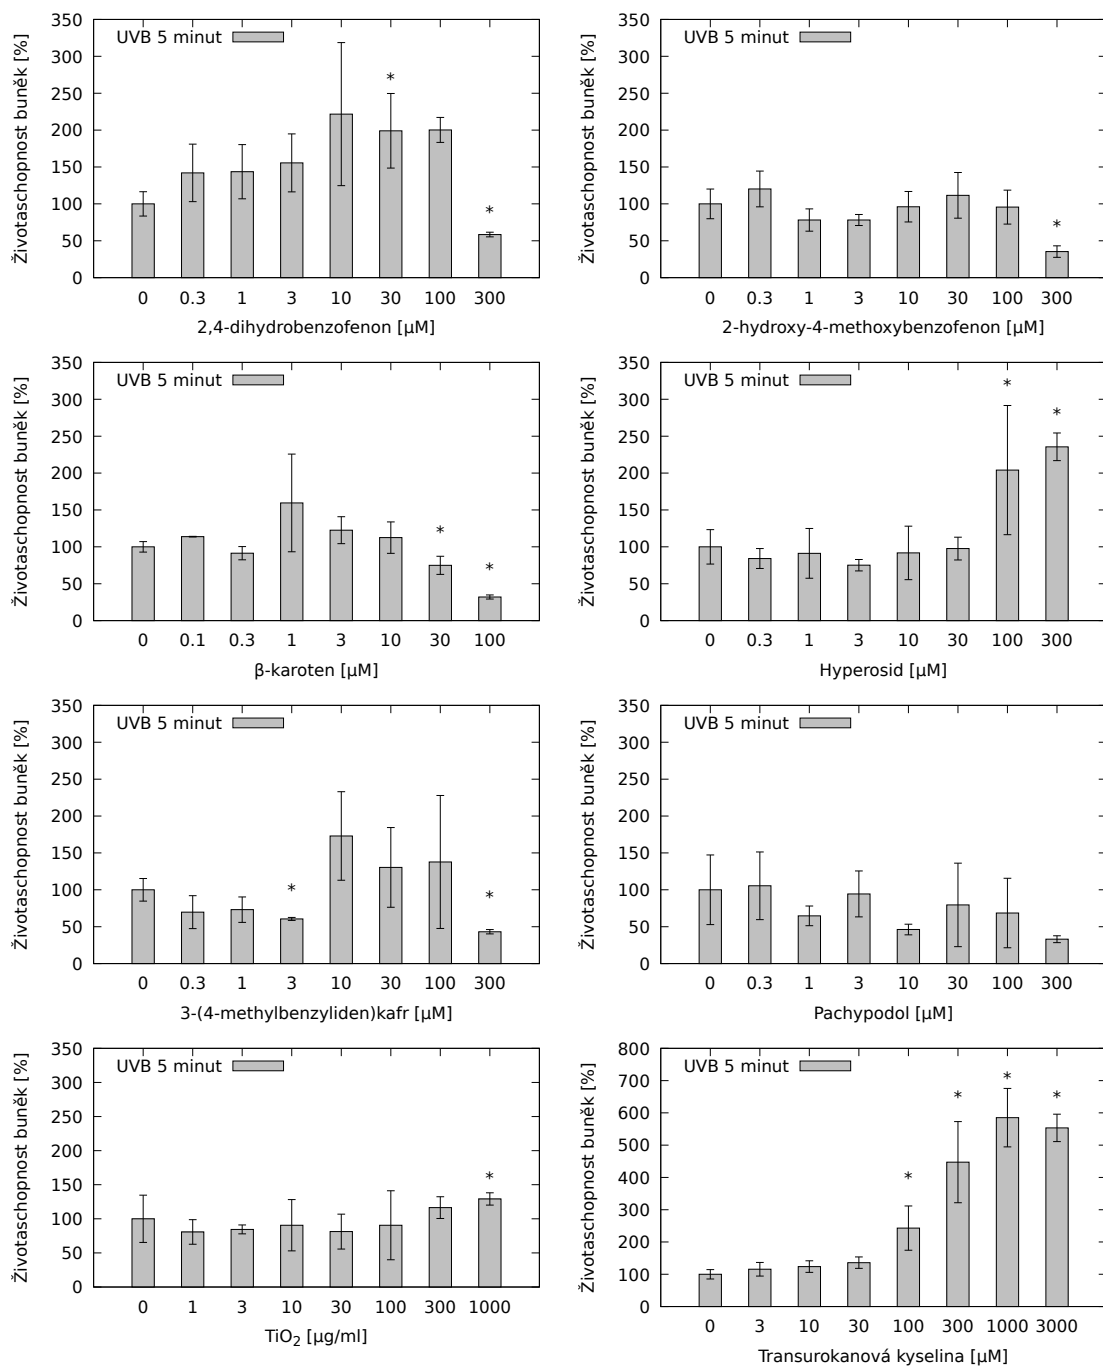 350
300
250
200
150
100
50
0
Živoaschopnost buněk [%]
UVB 5 minut
*
*
0 0.3 1 3 10 30 100 300
2,4-dihydrobenzofenon [μM]
350
300
250
200
150
100
50
0
Životaschopnost buněk [%]
UVB 5 minut
*
0 0.3 1 3 10 30 100 300
2-hydroxy-4-methoxybenzofenon [μM]
350
300
250
200
150
100
50
0
Životaschopnost buněk [%]
UVB 5 minut
*
*
0 0.1 0.3 1 3 10 30 100
β-karoten [μM]
350
300
250
200
150
100
50
0
Životaschopnost buněk [%]
UVB 5 minut
*
*
0 0.3 1 3 10 30 100 300
Hyperosid [μM]
350
300
250
200
150
100
50
0
Životaschopnost buněk [%]
UVB 5 minut
*
*
0 0.3 1 3 10 30 100 300
3-(4-methylbenzyliden)kafr [μM]
350
300
250
200
150
100
50
0
Životaschopnost buněk [%]
UVB 5 minut
0 0.3 1 3 10 30 100 300
Pachypodol [μM]
350
300
250
200
150
100
50
0
Životaschopnost buněk [%]
UVB 5 minut
*
0 1 3 10 30 100 300 1000
TiO₂ [μg/ml]
800
700
600
500
400
300
200
100
0
Životaschopnost buněk [%]
UVB 5 minut
*
*
*
*
0 3 10 30 100 300 1000 3000
Transurokanová kyselina [μM]